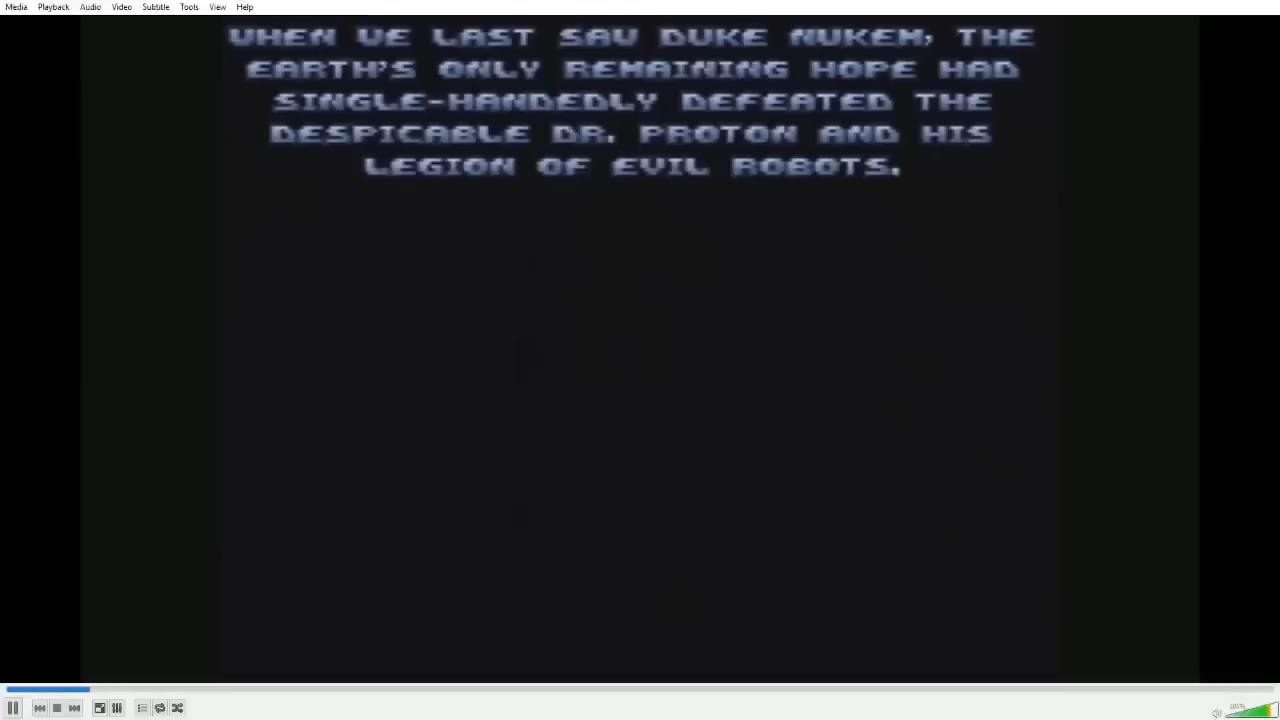 Media Playback Audio Video Subtitle Tools View Help
WHEN WE LAST SAW DUKE NUKEM, THE
EARTH'S ONLY REMAINING HOPE HAD
SINGLE-HANDEDLY DEFEATED THE
DESPICABLE DR. PROTON AND HIS
LEGION OF EVIL ROBOTS.